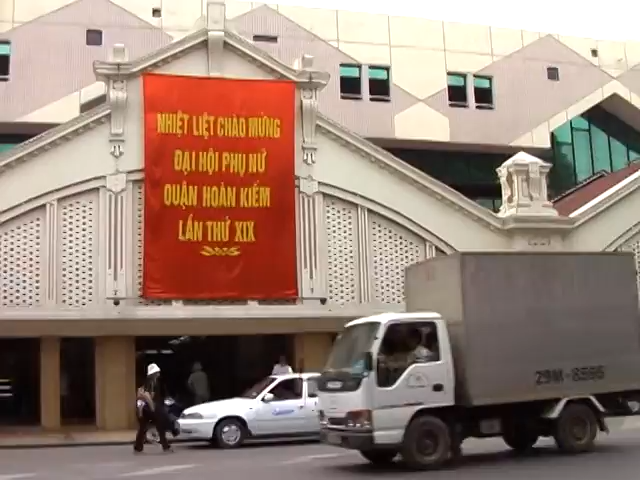 NHIỆT LIỆT CHÀO MỪNG
ĐẠI HỘI PHỤ NỮ
QUẬN HOÀN KIẾM
LẦN THỨ XIX
29M-8595